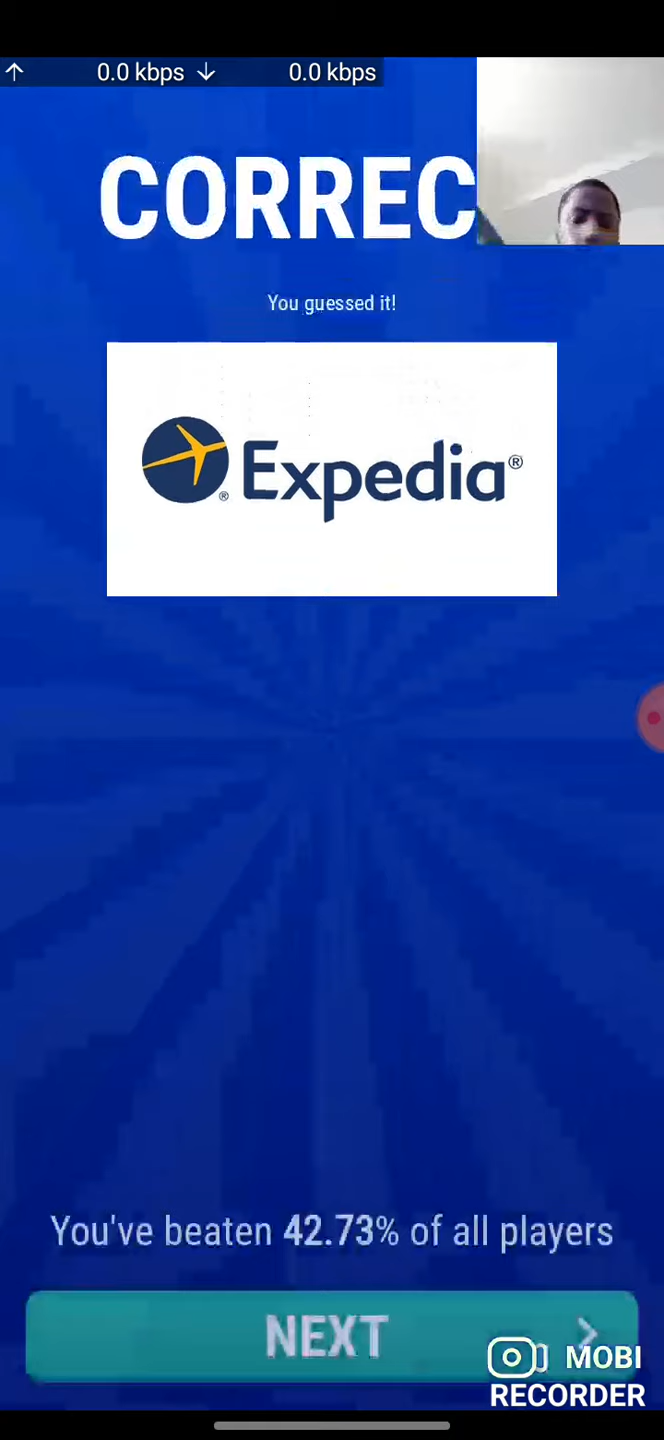 ↑ 0.0 kbps ↓ 0.0 kbps
CORREC
You guessed it!
Expedia®
®
You've beaten 42.73% of all players
NEXT
MOBI
RECORDER